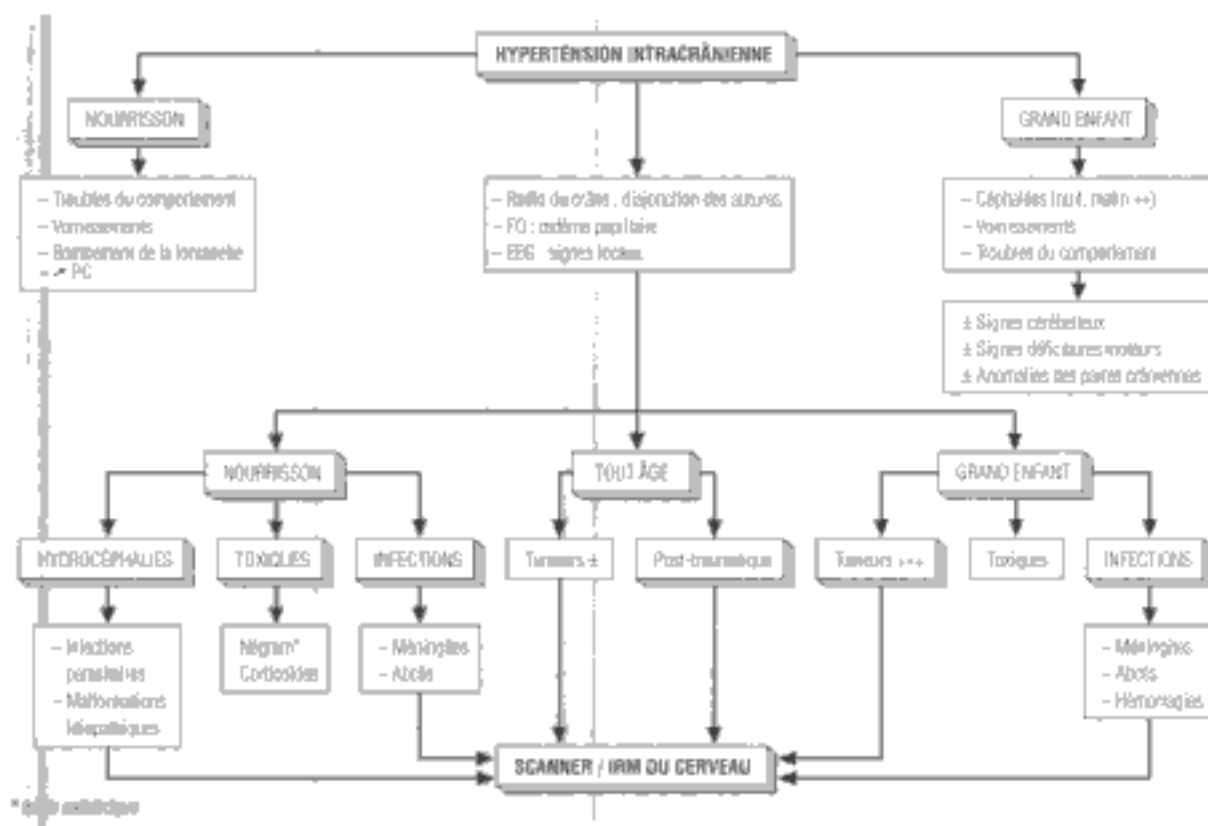 HYPERTENSION INTRACRÂNIENNE
NOURRISSON
GRAND ENFANT
– Troubles du comportement
– Vomissements
– Bombement de la fontanelle
– ↗ PC
– Radio du crâne : disjonction des sutures
– FO : œdème papillaire
– EEG : signes locaux
– Céphalées (nuit, matin ++)
– Vomissements
– Troubles du comportement
± Signes cérébelleux
± Signes déficitaires moteurs
± Anomalies des paires crâniennes
NOURRISSON
TOUT ÂGE
GRAND ENFANT
HYDROCÉPHALIES
TOXIQUES
INFECTIONS
Tumeurs ±
Post-traumatique
Tumeurs +++
Toxiques
INFECTIONS
– Infections
– Malformations
Négram*
Corticoïdes
– Méningites
– Abcès
– Méningites
– Abcès
– Hémorragies
SCANNER / IRM DU CERVEAU